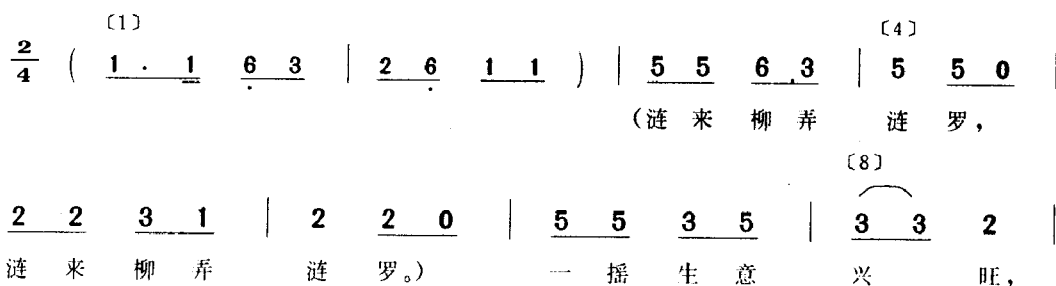 〔1〕 〔4〕
2/4 ( 1 . 1 6 3 | 2 6 1 1 ) | 5 5 6 3 | 5 5 0 |
(涟 来 柳 弄 涟 罗,
〔8〕
2 2 3 1 | 2 2 0 | 5 5 3 5 | 3 3 2 |
涟 来 柳 弄 涟 罗。) 一 摇 生 意 兴 旺,